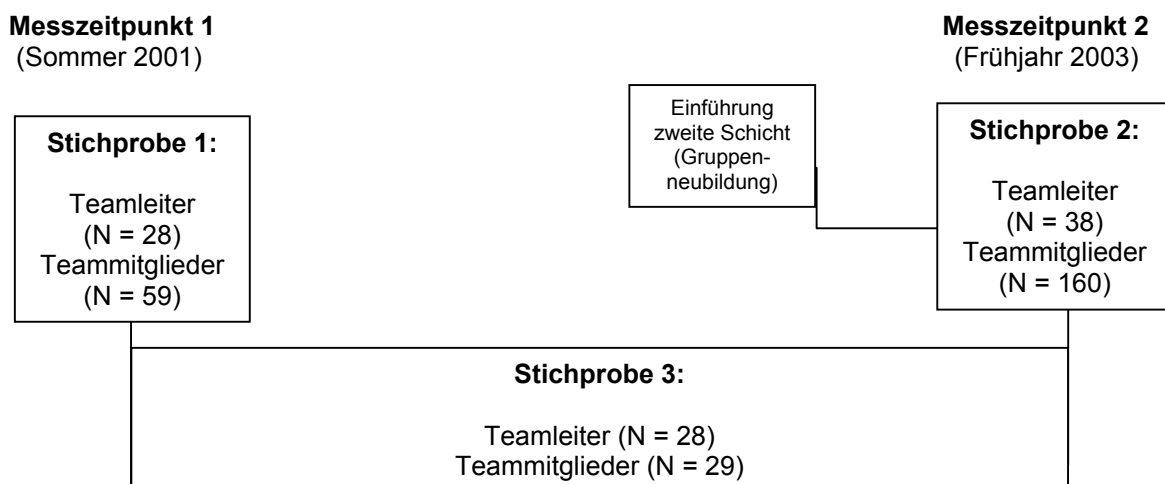 Messzeitpunkt 1
(Sommer 2001)
Messzeitpunkt 2
(Frühjahr 2003)
Stichprobe 1:
Teamleiter
(N = 28)
Teammitglieder
(N = 59)
Einführung
zweite Schicht
(Gruppen-
neubildung)
Stichprobe 2:
Teamleiter
(N = 38)
Teammitglieder
(N = 160)
Stichprobe 3:
Teamleiter (N = 28)
Teammitglieder (N = 29)